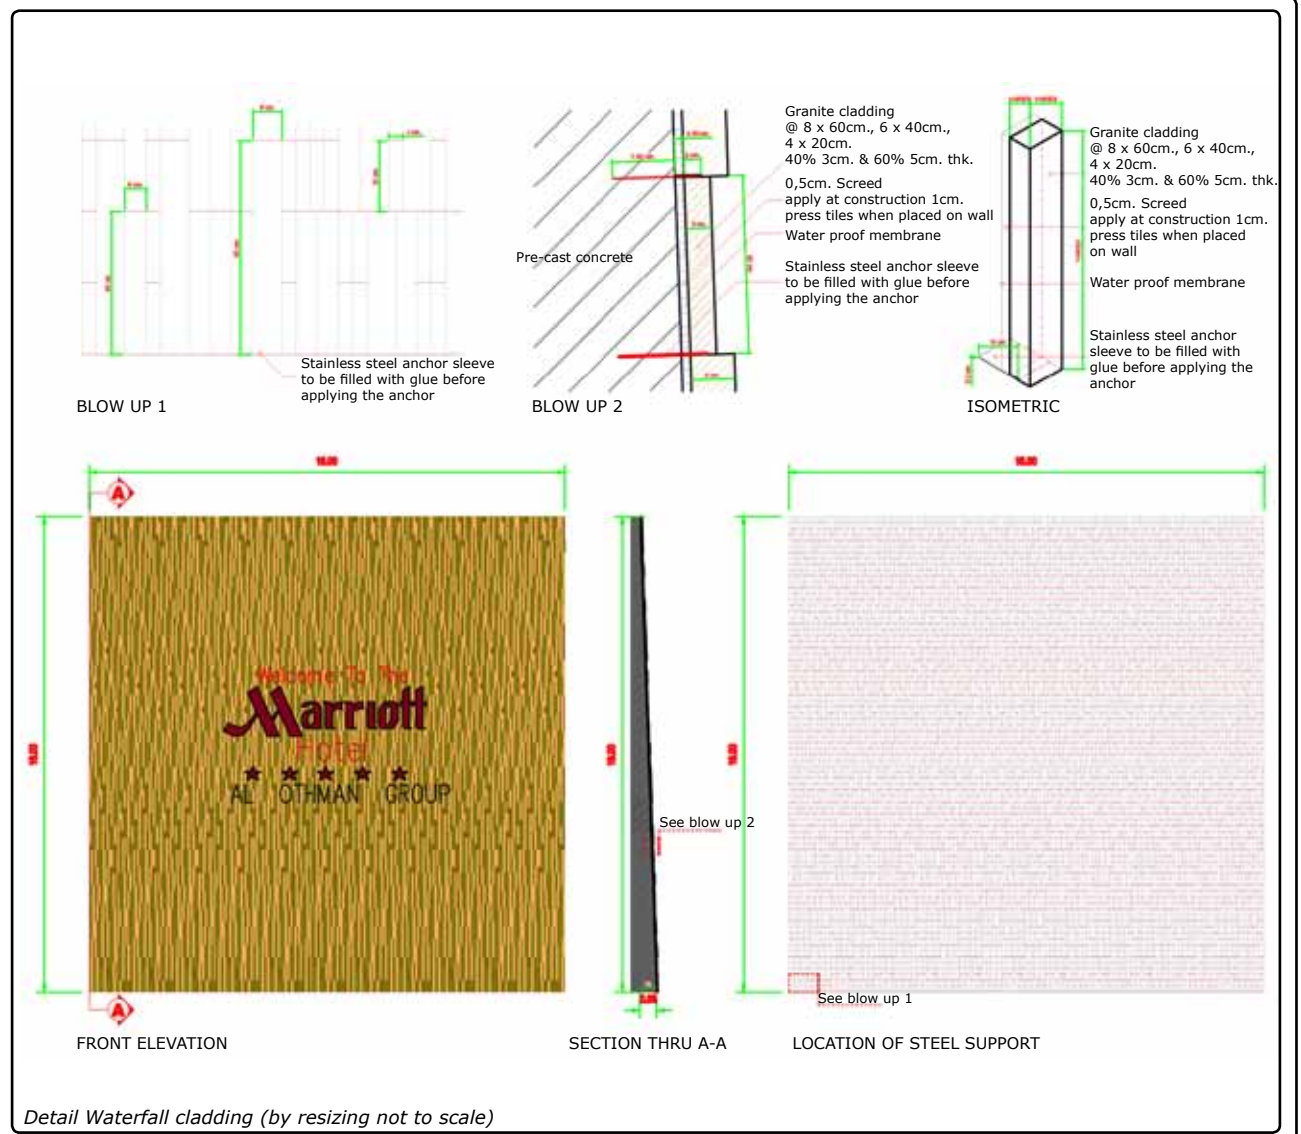 Granite cladding
@ 8 x 60cm., 6 x 40cm.,
4 x 20cm.
40% 3cm. & 60% 5cm. thk.
0,5cm. Screed
apply at construction 1cm.
press tiles when placed on wall
Water proof membrane
Stainless steel anchor sleeve
to be filled with glue before
applying the anchor
Pre-cast concrete
Granite cladding
@ 8 x 60cm., 6 x 40cm.,
4 x 20cm.
40% 3cm. & 60% 5cm. thk.
0,5cm. Screed
apply at construction 1cm.
press tiles when placed
on wall
Water proof membrane
Stainless steel anchor
sleeve to be filled with
glue before applying the
anchor
Stainless steel anchor sleeve
to be filled with glue before
applying the anchor
BLOW UP 1
BLOW UP 2
ISOMETRIC
A
Welcome To The
Marriott
Hotel
AL OTHMAN GROUP
A
See blow up 2
See blow up 1
FRONT ELEVATION
SECTION THRU A-A
LOCATION OF STEEL SUPPORT
Detail Waterfall cladding (by resizing not to scale)